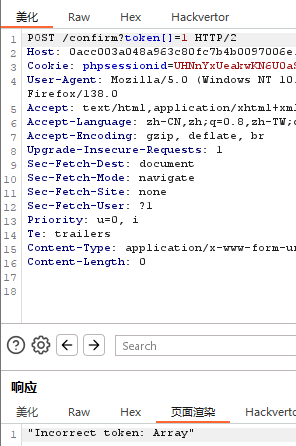 美化 Raw Hex Hackvertor
1 POST /confirm?token[]=1 HTTP/2
2 Host: 0acc003a048a963c80fc7b4b0097006e.
3 Cookie: phpsessionid=UHNnYxUeakwKN6U0aS
4 User-Agent: Mozilla/5.0 (Windows NT 10.
Firefox/138.0
5 Accept: text/html,application/xhtml+xml
6 Accept-Language: zh-CN,zh;q=0.8,zh-TW;q
7 Accept-Encoding: gzip, deflate, br
8 Upgrade-Insecure-Requests: 1
9 Sec-Fetch-Dest: document
10 Sec-Fetch-Mode: navigate
11 Sec-Fetch-Site: none
12 Sec-Fetch-User: ?1
13 Priority: u=0, i
14 Te: trailers
15 Content-Type: application/x-www-form-ur
16 Content-Length: 0
17
18
Search
响应
美化 Raw Hex 页面渲染 Hackvertor
1 "Incorrect token: Array"